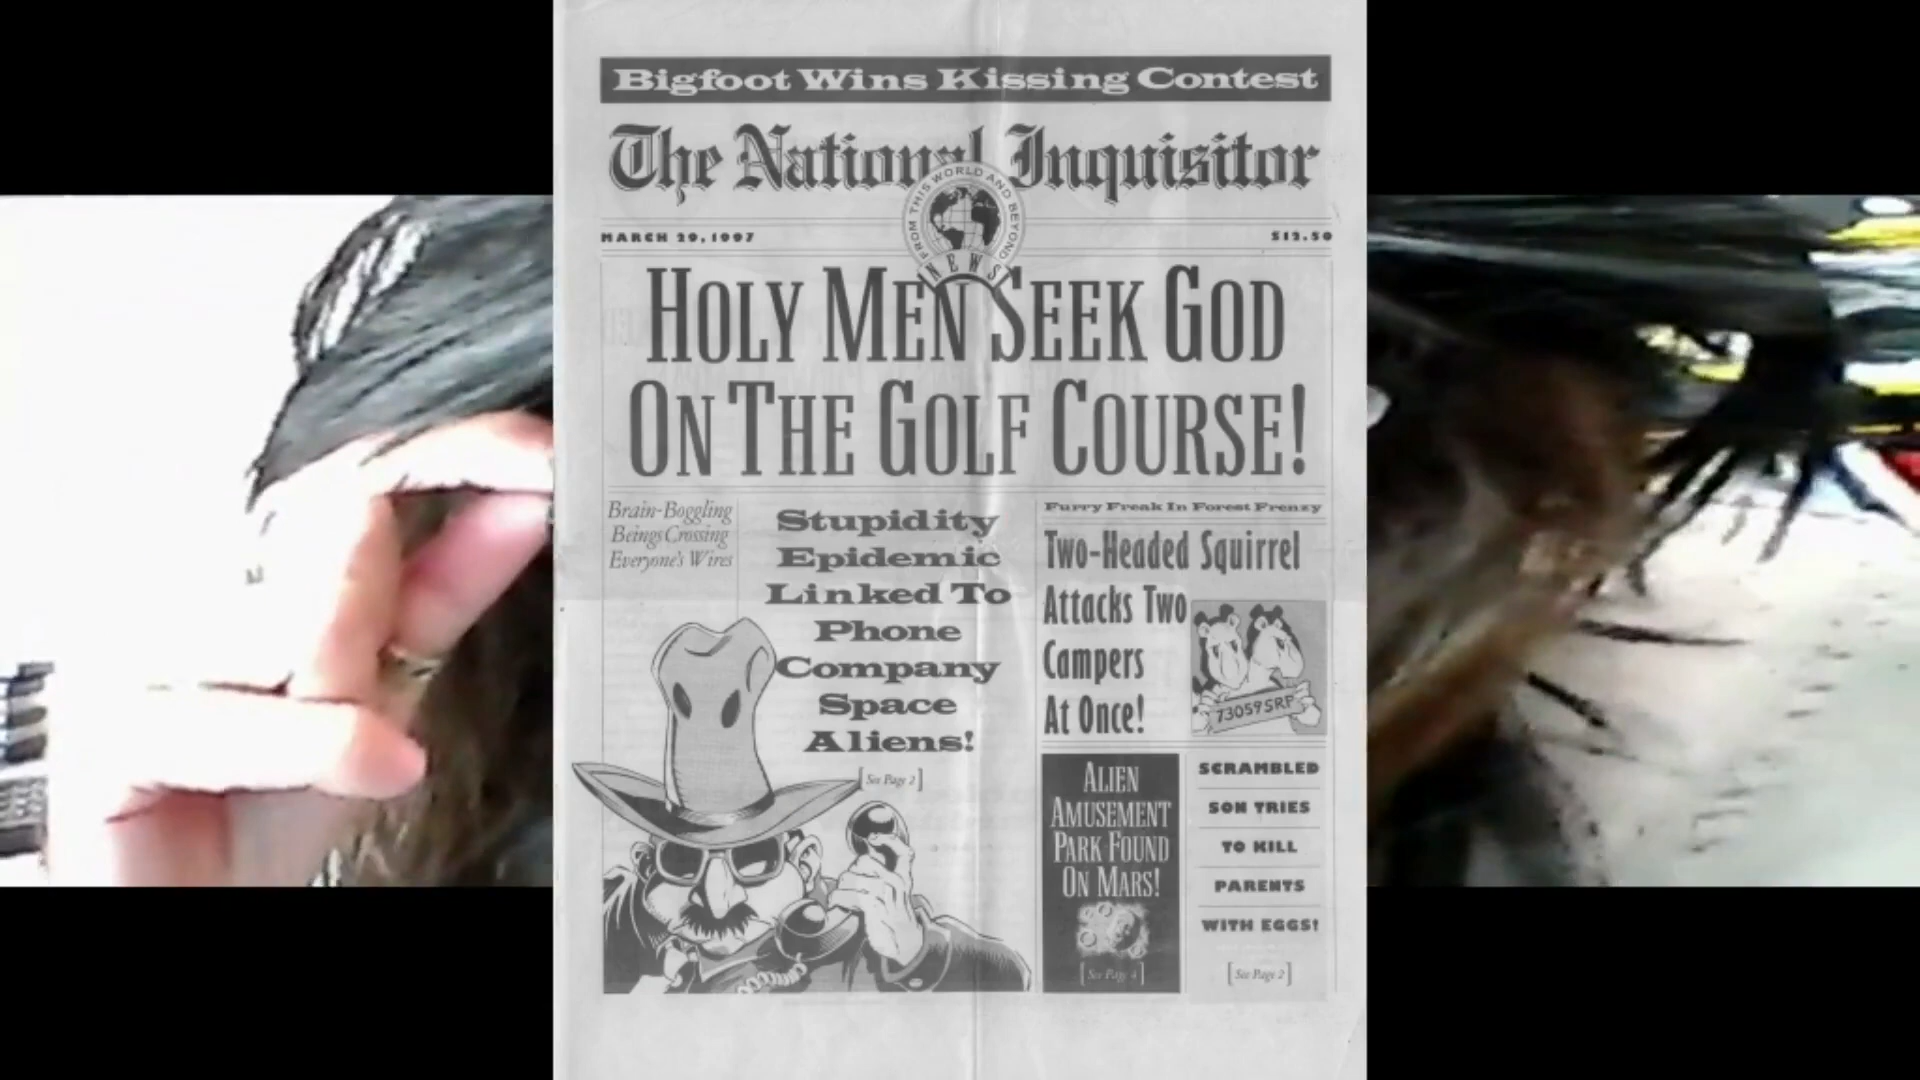 Bigfoot Wins Kissing Contest
The National Inquisitor
FROM THIS WORLD AND BEYOND
NEWS
MARCH 29, 1997
$12.50
HOLY MEN SEEK GOD
ON THE GOLF COURSE!
Brain-Boggling
Beings Crossing
Everyone's Wires
Stupidity
Epidemic
Linked To
Phone
Company
Space
Aliens!
[See Page 2]
Furry Freak In Forest Frenzy
Two-Headed Squirrel
Attacks Two
Campers
At Once!
73059SRP
ALIEN
AMUSEMENT
PARK FOUND
ON MARS!
[See Page 4]
SCRAMBLED
SON TRIES
TO KILL
PARENTS
WITH EGGS!
[See Page 2]